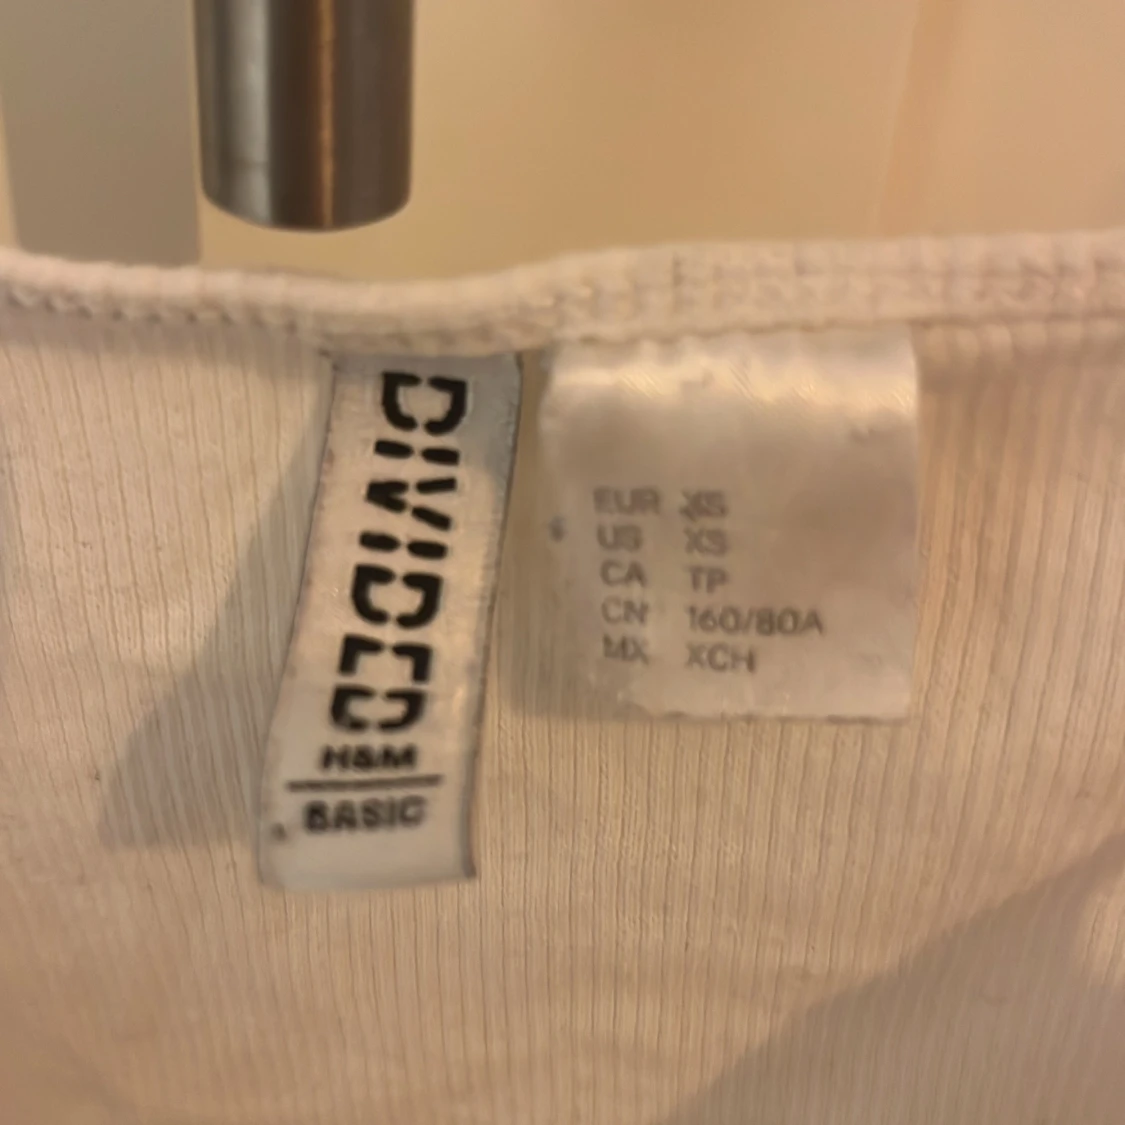 DIVIDED
H&M
BASIC
EUR XS
US XS
CA TP
CN 160/80A
MX XCH